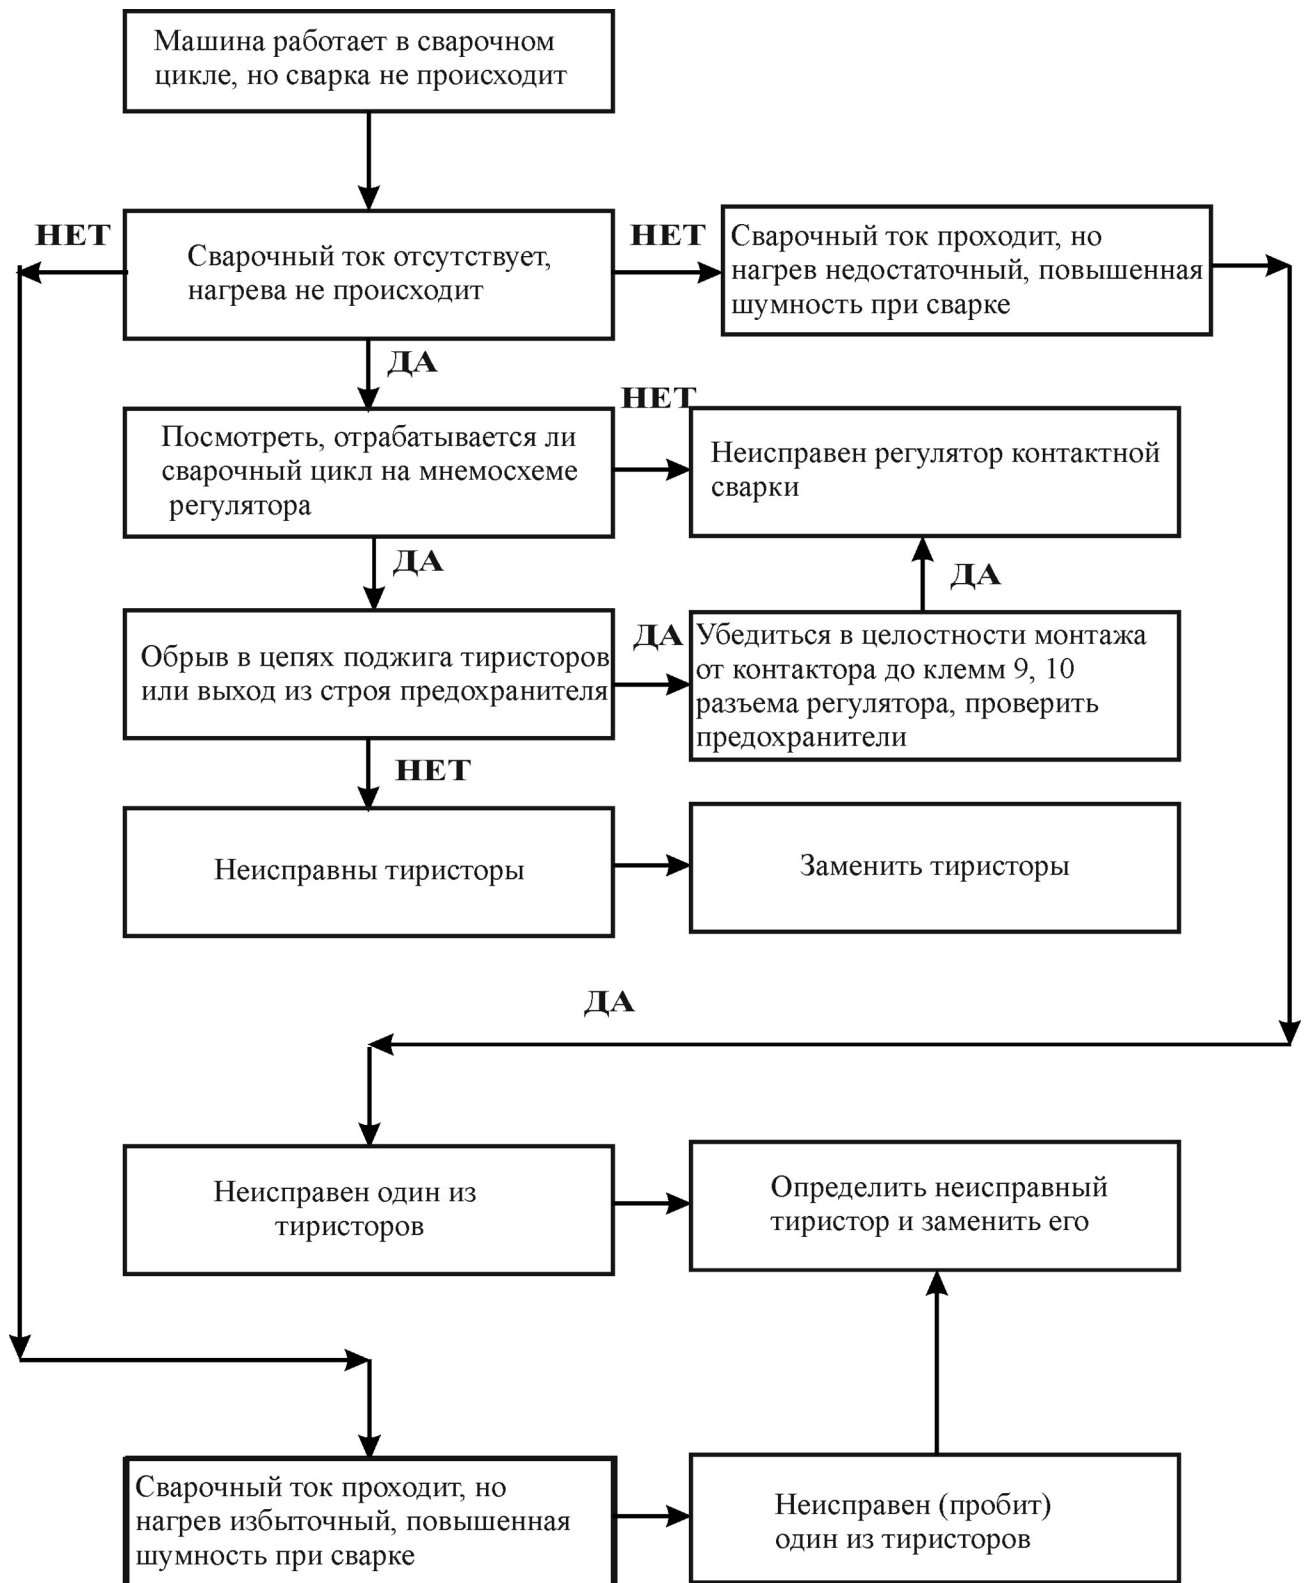 Машина работает в сварочном
цикле, но сварка не происходит
НЕТ
Сварочный ток отсутствует,
нагрева не происходит
НЕТ
Сварочный ток проходит, но
нагрев недостаточный, повышенная
шумность при сварке
ДА
Посмотреть, отрабатывается ли
сварочный цикл на мнемосхеме
регулятора
НЕТ
Неисправен регулятор контактной
сварки
ДА
ДА
Обрыв в цепях поджига тиристоров
или выход из строя предохранителя
ДА
Убедиться в целостности монтажа
от контактора до клемм 9, 10
разъема регулятора, проверить
предохранители
НЕТ
Неисправны тиристоры
Заменить тиристоры
ДА
Неисправен один из
тиристоров
Определить неисправный
тиристор и заменить его
Сварочный ток проходит, но
нагрев избыточный, повышенная
шумность при сварке
Неисправен (пробит)
один из тиристоров